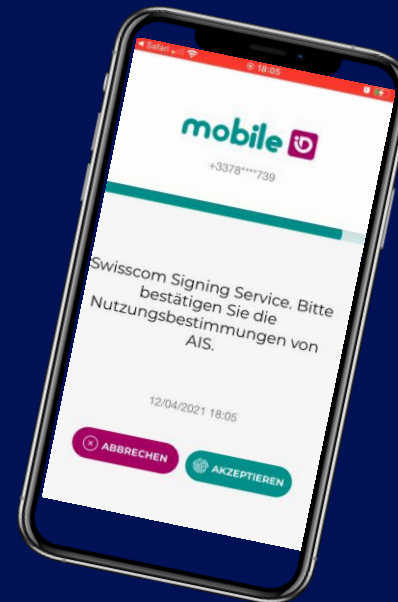 Safari
18:05
mobile iD
+3378****739
Swisscom Signing Service. Bitte
bestätigen Sie die
Nutzungsbestimmungen von
AIS.
12/04/2021 18:05
ABBRECHEN
AKZEPTIEREN